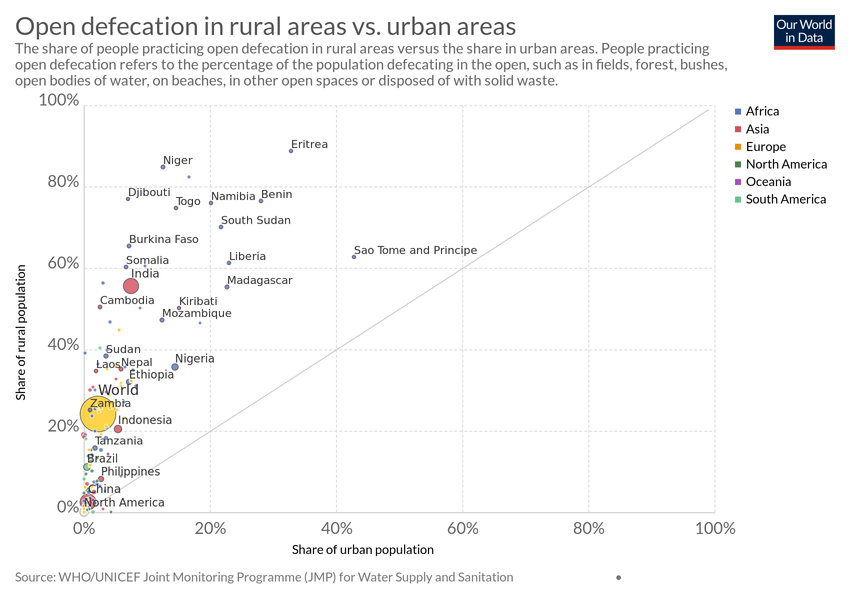 Open defecation in rural areas vs. urban areas
Our World
in Data
The share of people practicing open defecation in rural areas versus the share in urban areas. People practicing
open defecation refers to the percentage of the population defecating in the open, such as in fields, forest, bushes,
open bodies of water, on beaches, in other open spaces or disposed of with solid waste.
100%
Africa
Asia
Europe
North America
Oceania
South America
Eritrea
Niger
80%
Djibouti
Togo
Namibia
Benin
South Sudan
Burkina Faso
Liberia
Sao Tome and Principe
60%
Somalia
India
Madagascar
Cambodia
Kiribati
Mozambique
40%
Sudan
Laos
Nepal
Nigeria
Ethiopia
World
Zambia
20%
Indonesia
Tanzania
Brazil
Philippines
China
North America
0%
Share of rural population
0%
20%
40%
60%
80%
100%
Share of urban population
Source: WHO/UNICEF Joint Monitoring Programme (JMP) for Water Supply and Sanitation
•